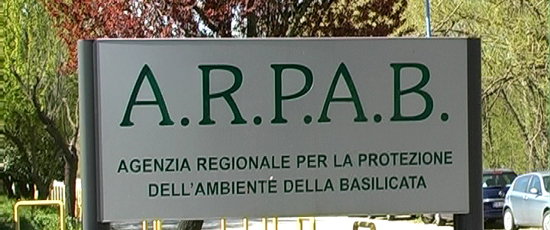 A.R.P.A.B.
AGENZIA REGIONALE PER LA PROTEZIONE
DELL'AMBIENTE DELLA BASILICATA